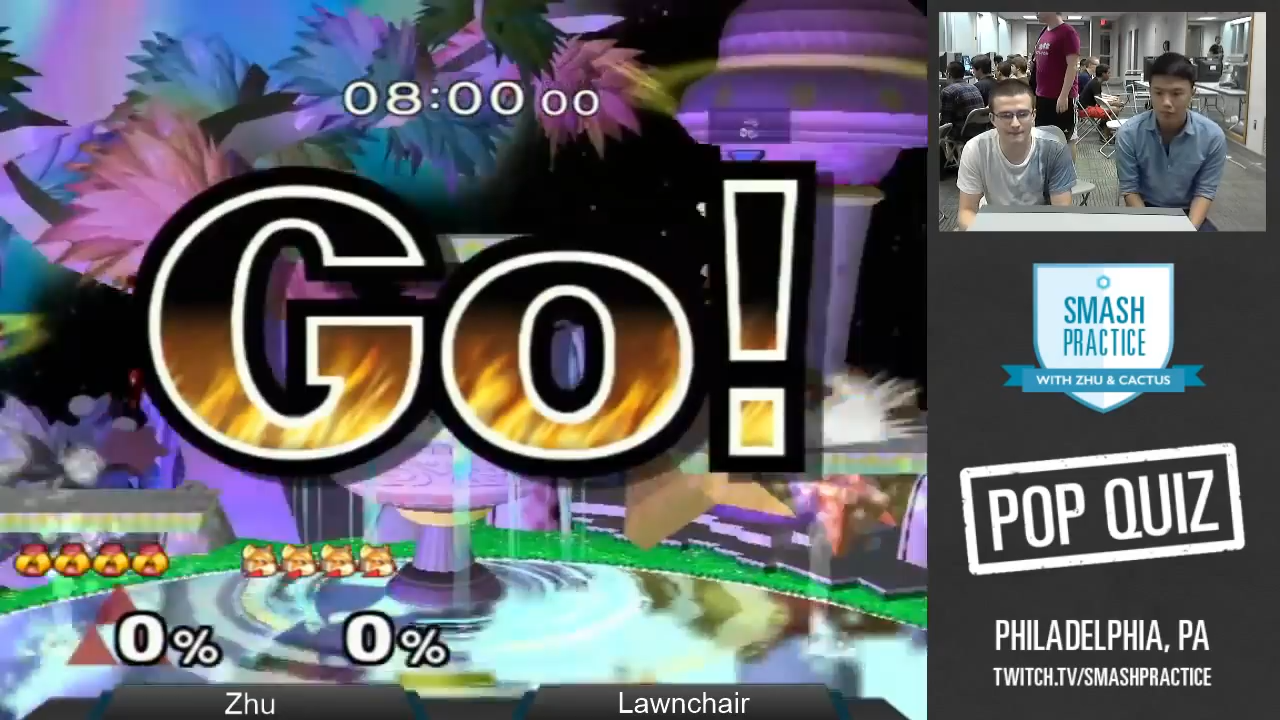 08:00 00
Go!
0% 0%
Zhu
Lawnchair
SMASH
PRACTICE
WITH ZHU & CACTUS
POP QUIZ
PHILADELPHIA, PA
TWITCH.TV/SMASHPRACTICE